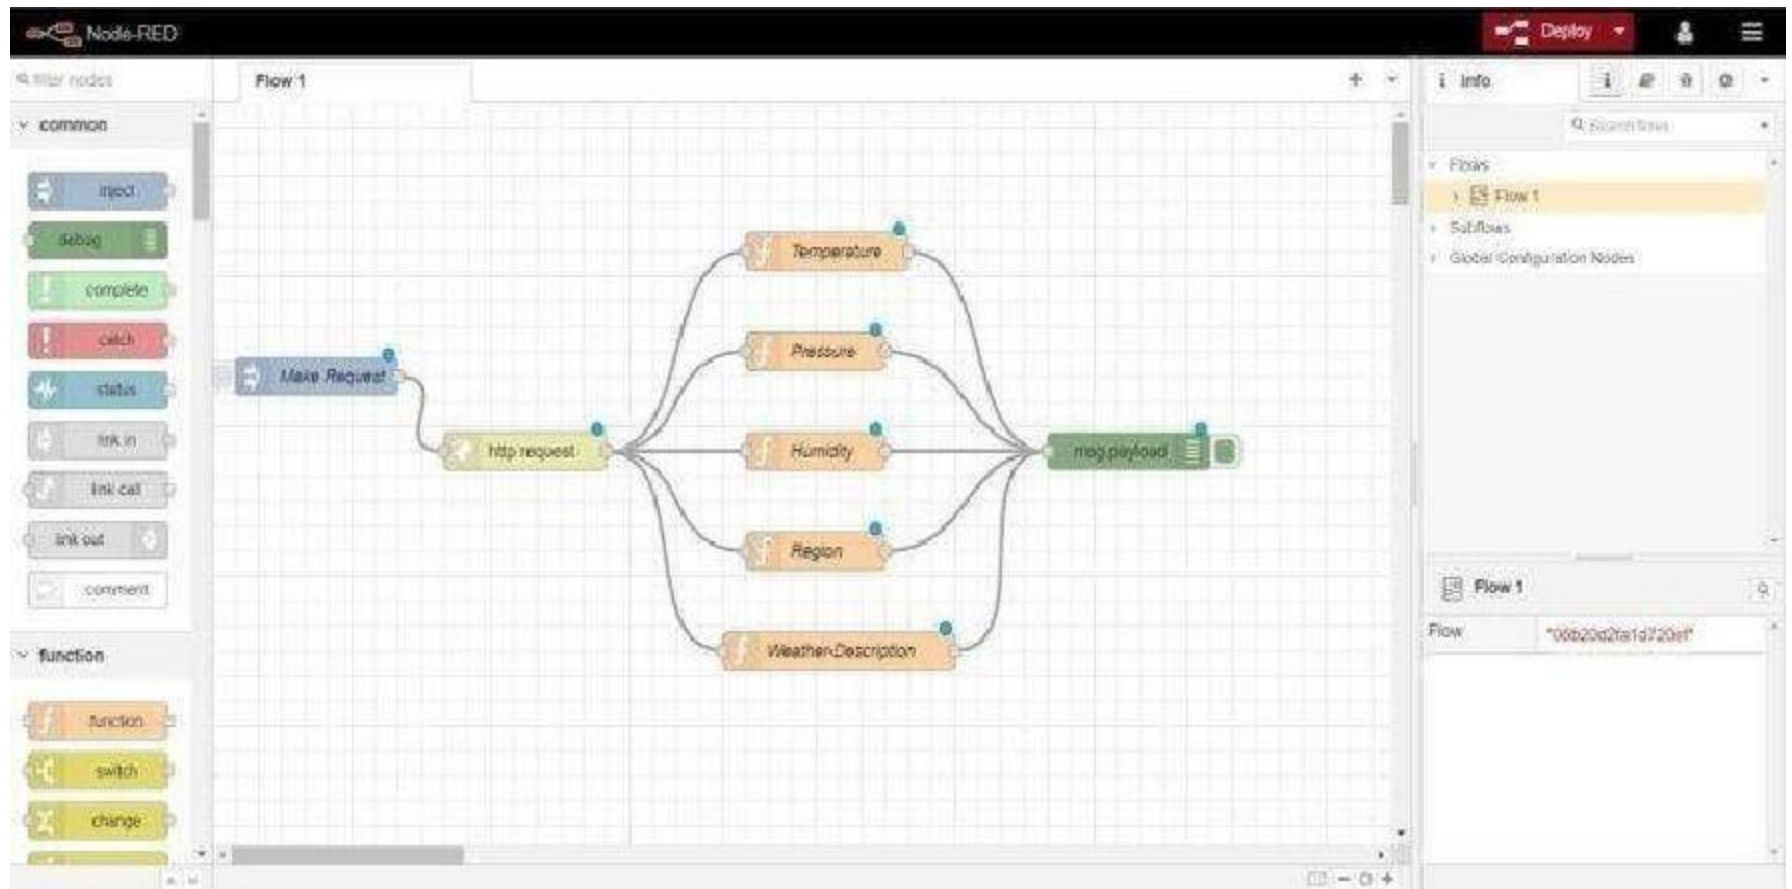 Node-RED
Deploy
filter nodes
Flow 1
i Info
common
Search flows
inject
debug
complete
catch
status
link in
link call
link out
comment
function
function
switch
change
Make Request
http request
Temperature
Pressure
Humidity
Region
Weather-Description
msg.payload
Flows
Flow 1
Subflows
Global Configuration Nodes
Flow 1
Flow